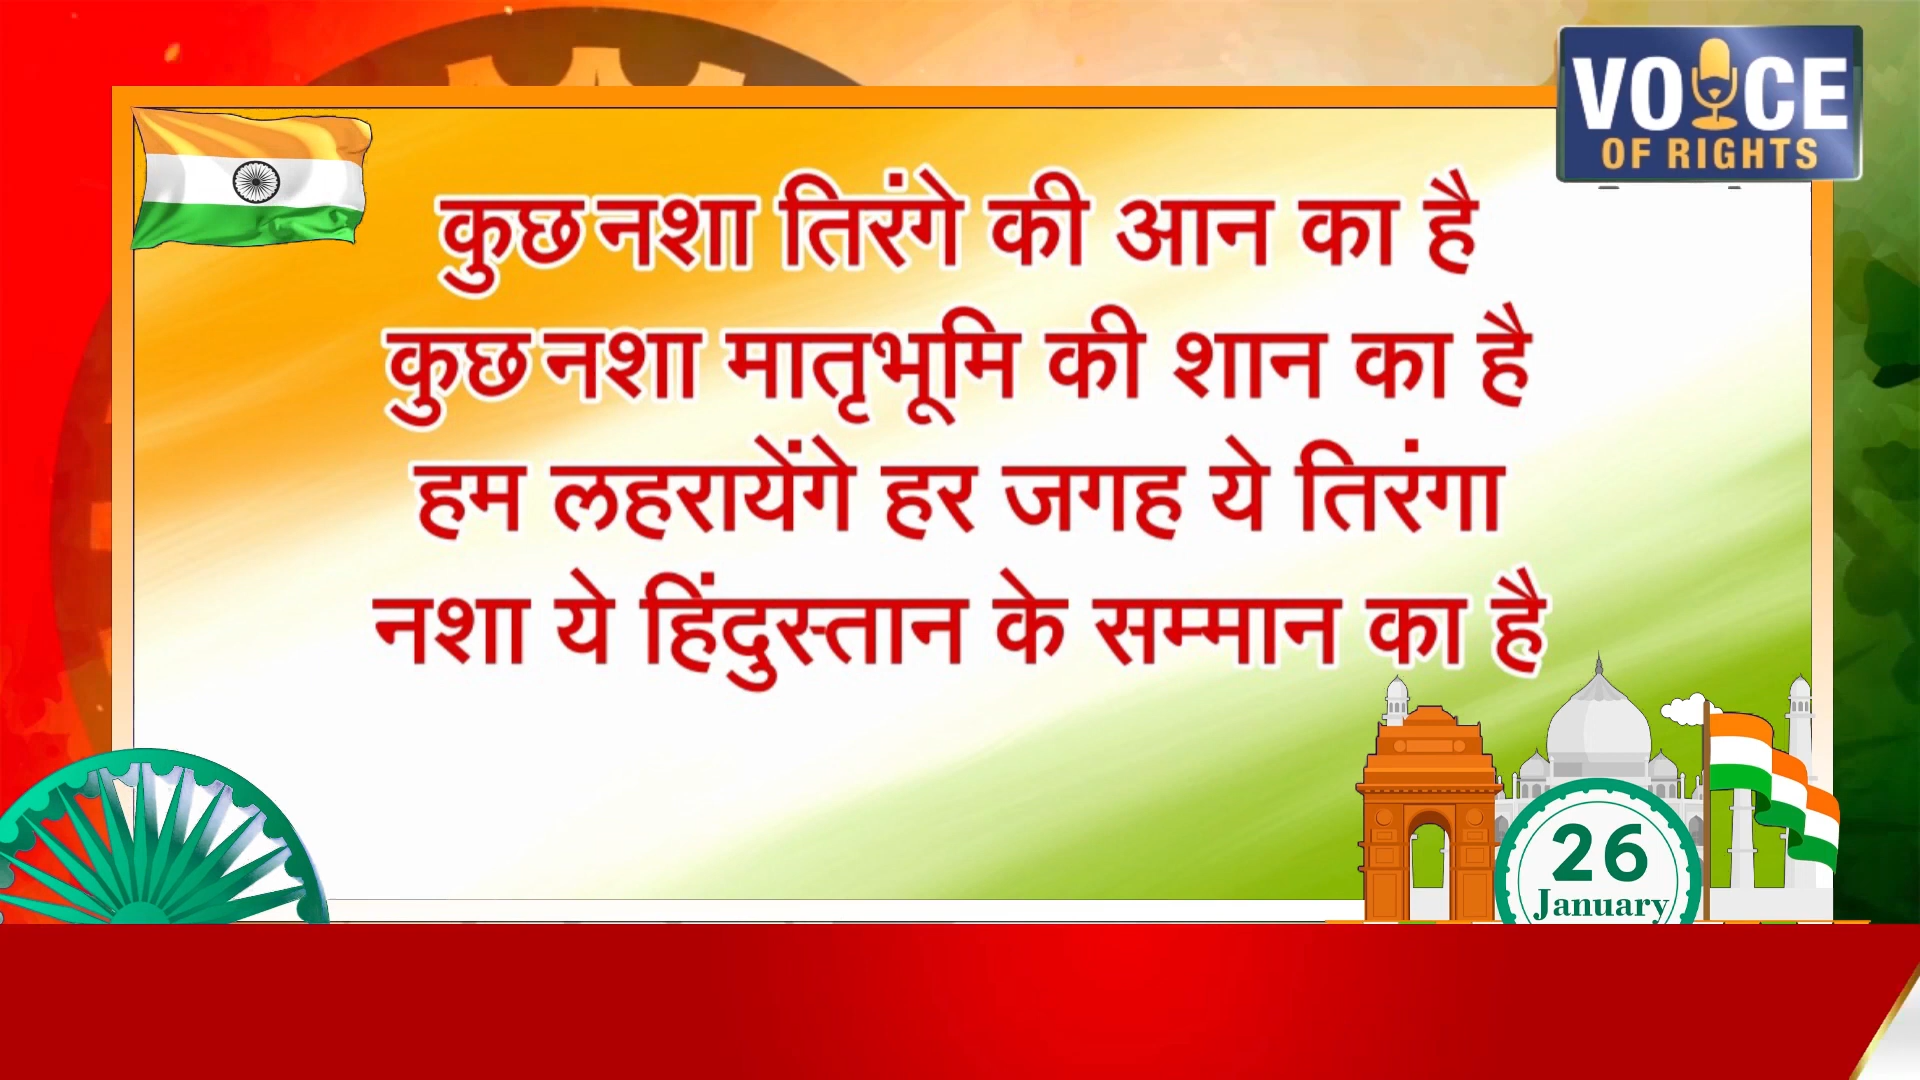 VOICE
OF RIGHTS
कुछ नशा तिरंगे की आन का है
कुछ नशा मातृभूमि की शान का है
हम लहरायेंगे हर जगह ये तिरंगा
नशा ये हिंदुस्तान के सम्मान का है
26
January